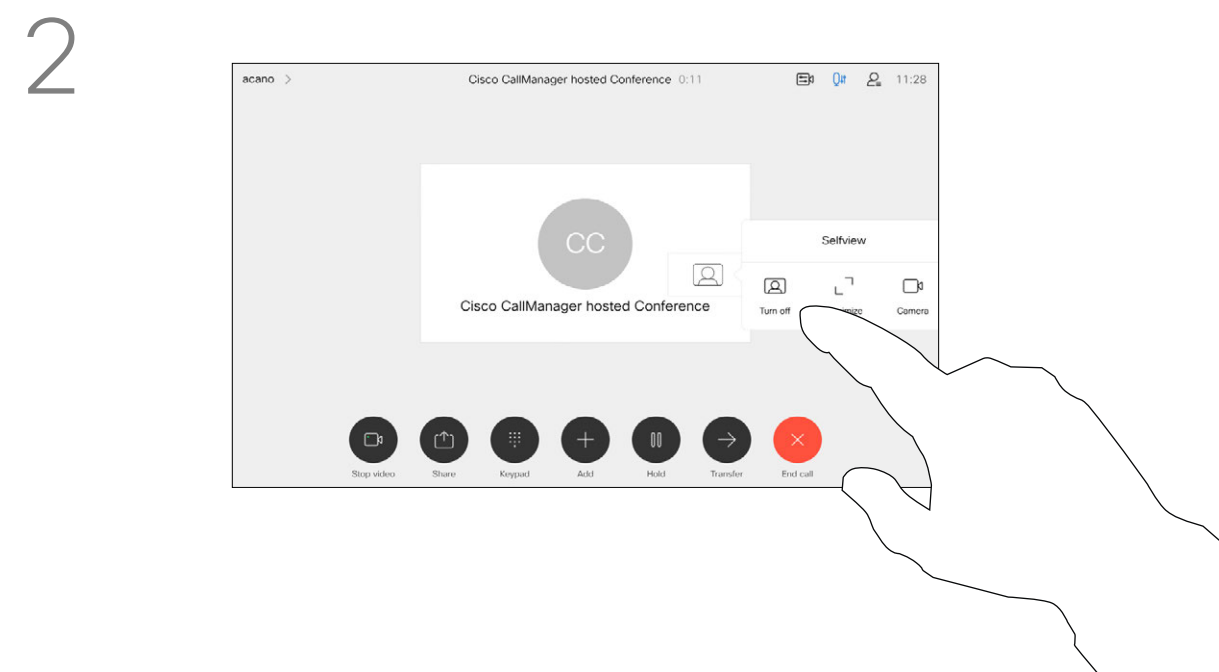 2
acano >
Cisco CallManager hosted Conference 0:11
11:28
CC
Cisco CallManager hosted Conference
Selfview
Turn off
Camera
Stop video
Share
Keypad
Add
Hold
Transfer
End call